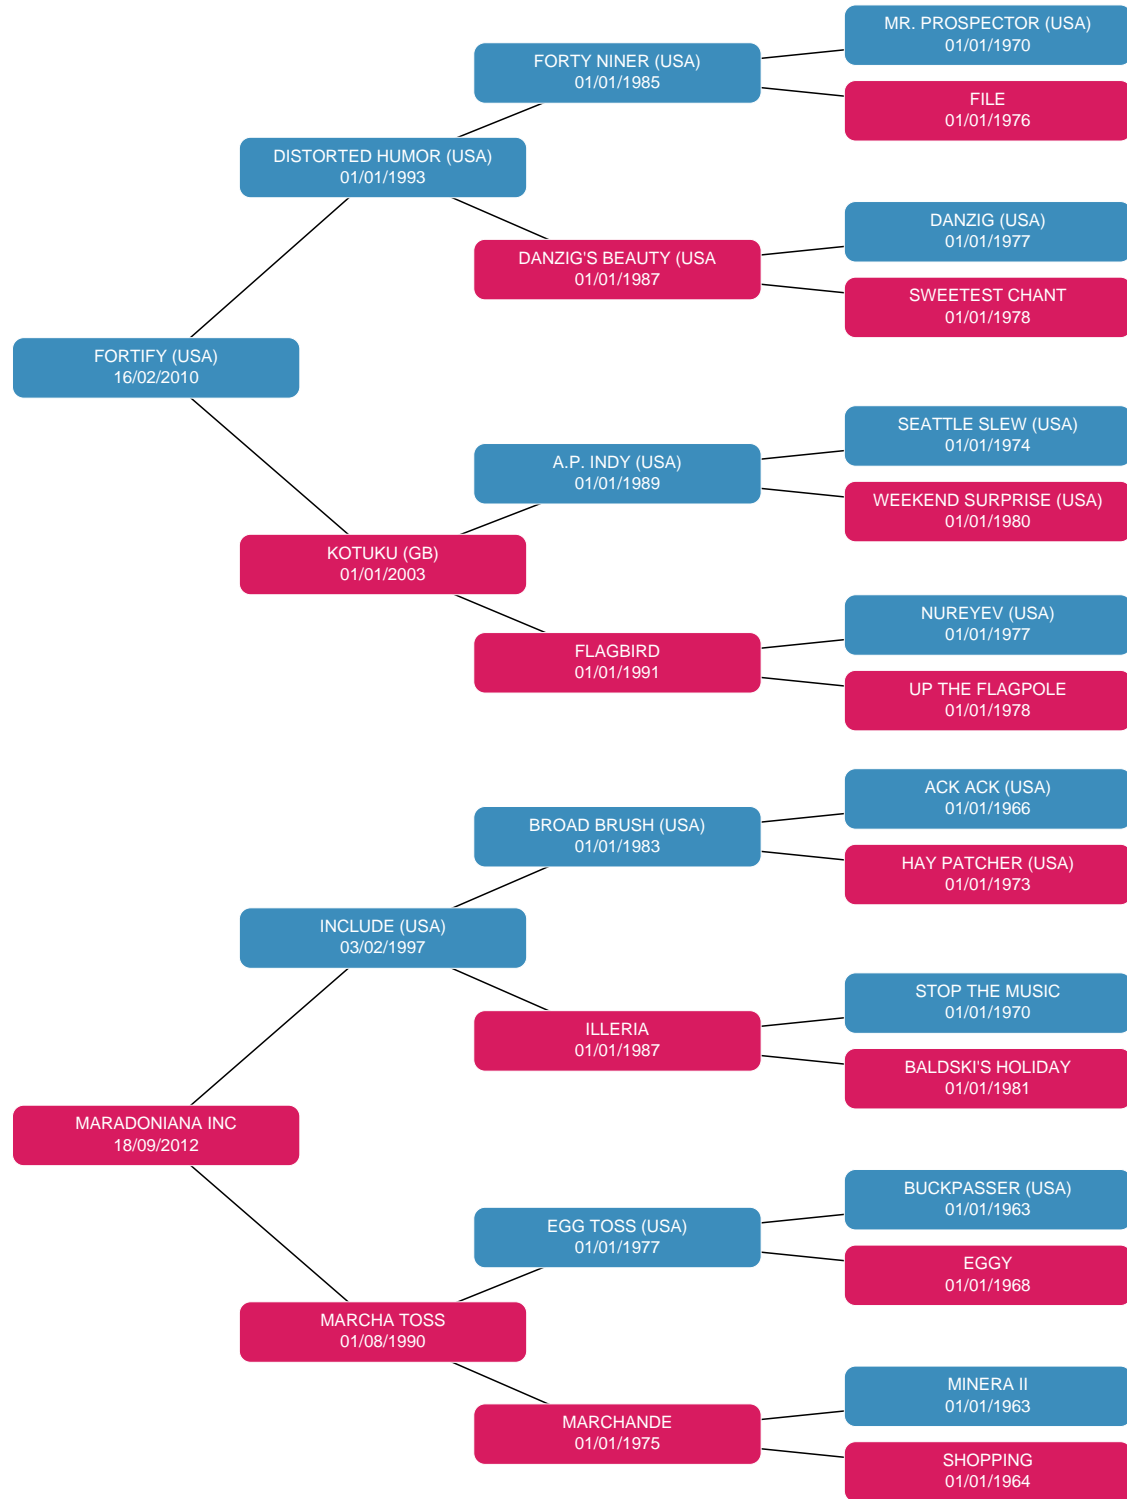 MR. PROSPECTOR (USA)
01/01/1970
FORTY NINER (USA)
01/01/1985
FILE
01/01/1976
DISTORTED HUMOR (USA)
01/01/1993
DANZIG (USA)
01/01/1977
DANZIG'S BEAUTY (USA
01/01/1987
SWEETEST CHANT
01/01/1978
FORTIFY (USA)
16/02/2010
SEATTLE SLEW (USA)
01/01/1974
A.P. INDY (USA)
01/01/1989
WEEKEND SURPRISE (USA)
01/01/1980
KOTUKU (GB)
01/01/2003
NUREYEV (USA)
01/01/1977
FLAGBIRD
01/01/1991
UP THE FLAGPOLE
01/01/1978
ACK ACK (USA)
01/01/1966
BROAD BRUSH (USA)
01/01/1983
HAY PATCHER (USA)
01/01/1973
INCLUDE (USA)
03/02/1997
STOP THE MUSIC
01/01/1970
ILLERIA
01/01/1987
BALDSKI'S HOLIDAY
01/01/1981
MARADONIANA INC
18/09/2012
BUCKPASSER (USA)
01/01/1963
EGG TOSS (USA)
01/01/1977
EGGY
01/01/1968
MARCHA TOSS
01/08/1990
MINERA II
01/01/1963
MARCHANDE
01/01/1975
SHOPPING
01/01/1964